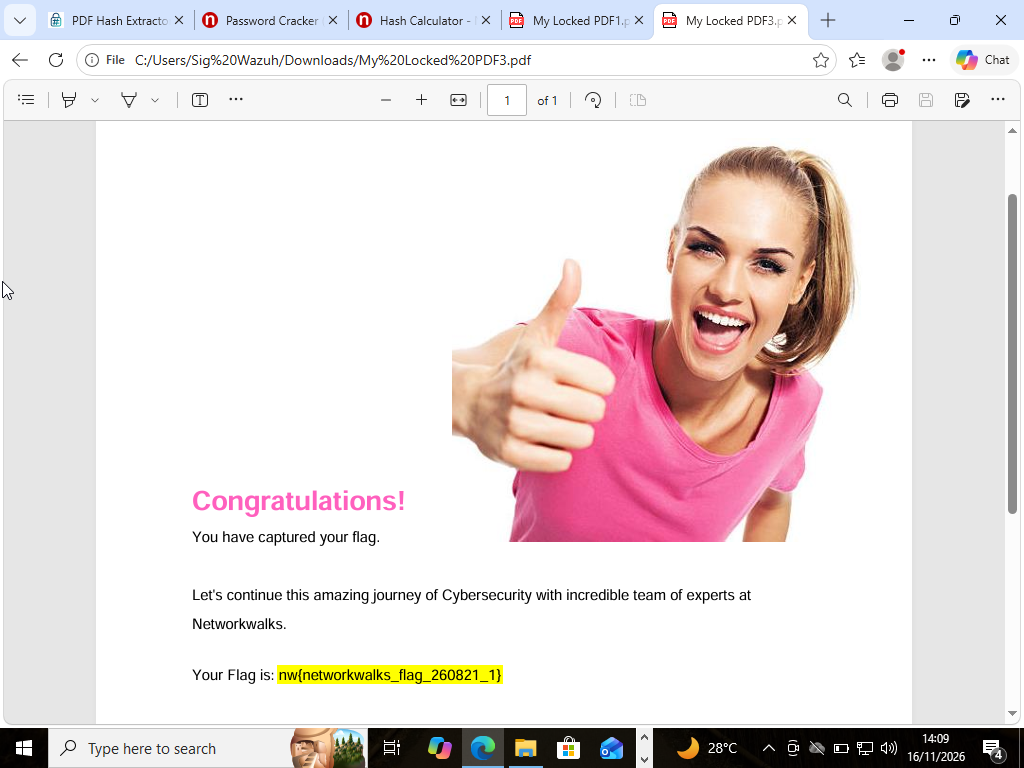 PDF Hash Extracto
Password Cracker
Hash Calculator -
My Locked PDF1.p
My Locked PDF3.p
File C:/Users/Sig%20Wazuh/Downloads/My%20Locked%20PDF3.pdf
Chat
1 of 1
Congratulations!
You have captured your flag.
Let's continue this amazing journey of Cybersecurity with incredible team of experts at
Networkwalks.
Your Flag is: nw{networkwalks_flag_260821_1}
Type here to search
28°C
14:09
16/11/2026
4